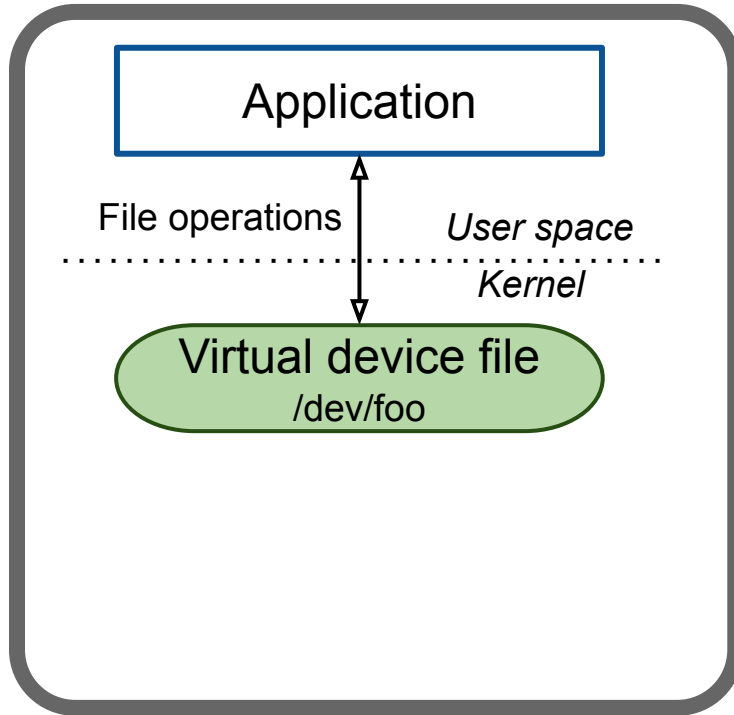 Application
File operations
User space
Kernel
Virtual device file
/dev/foo